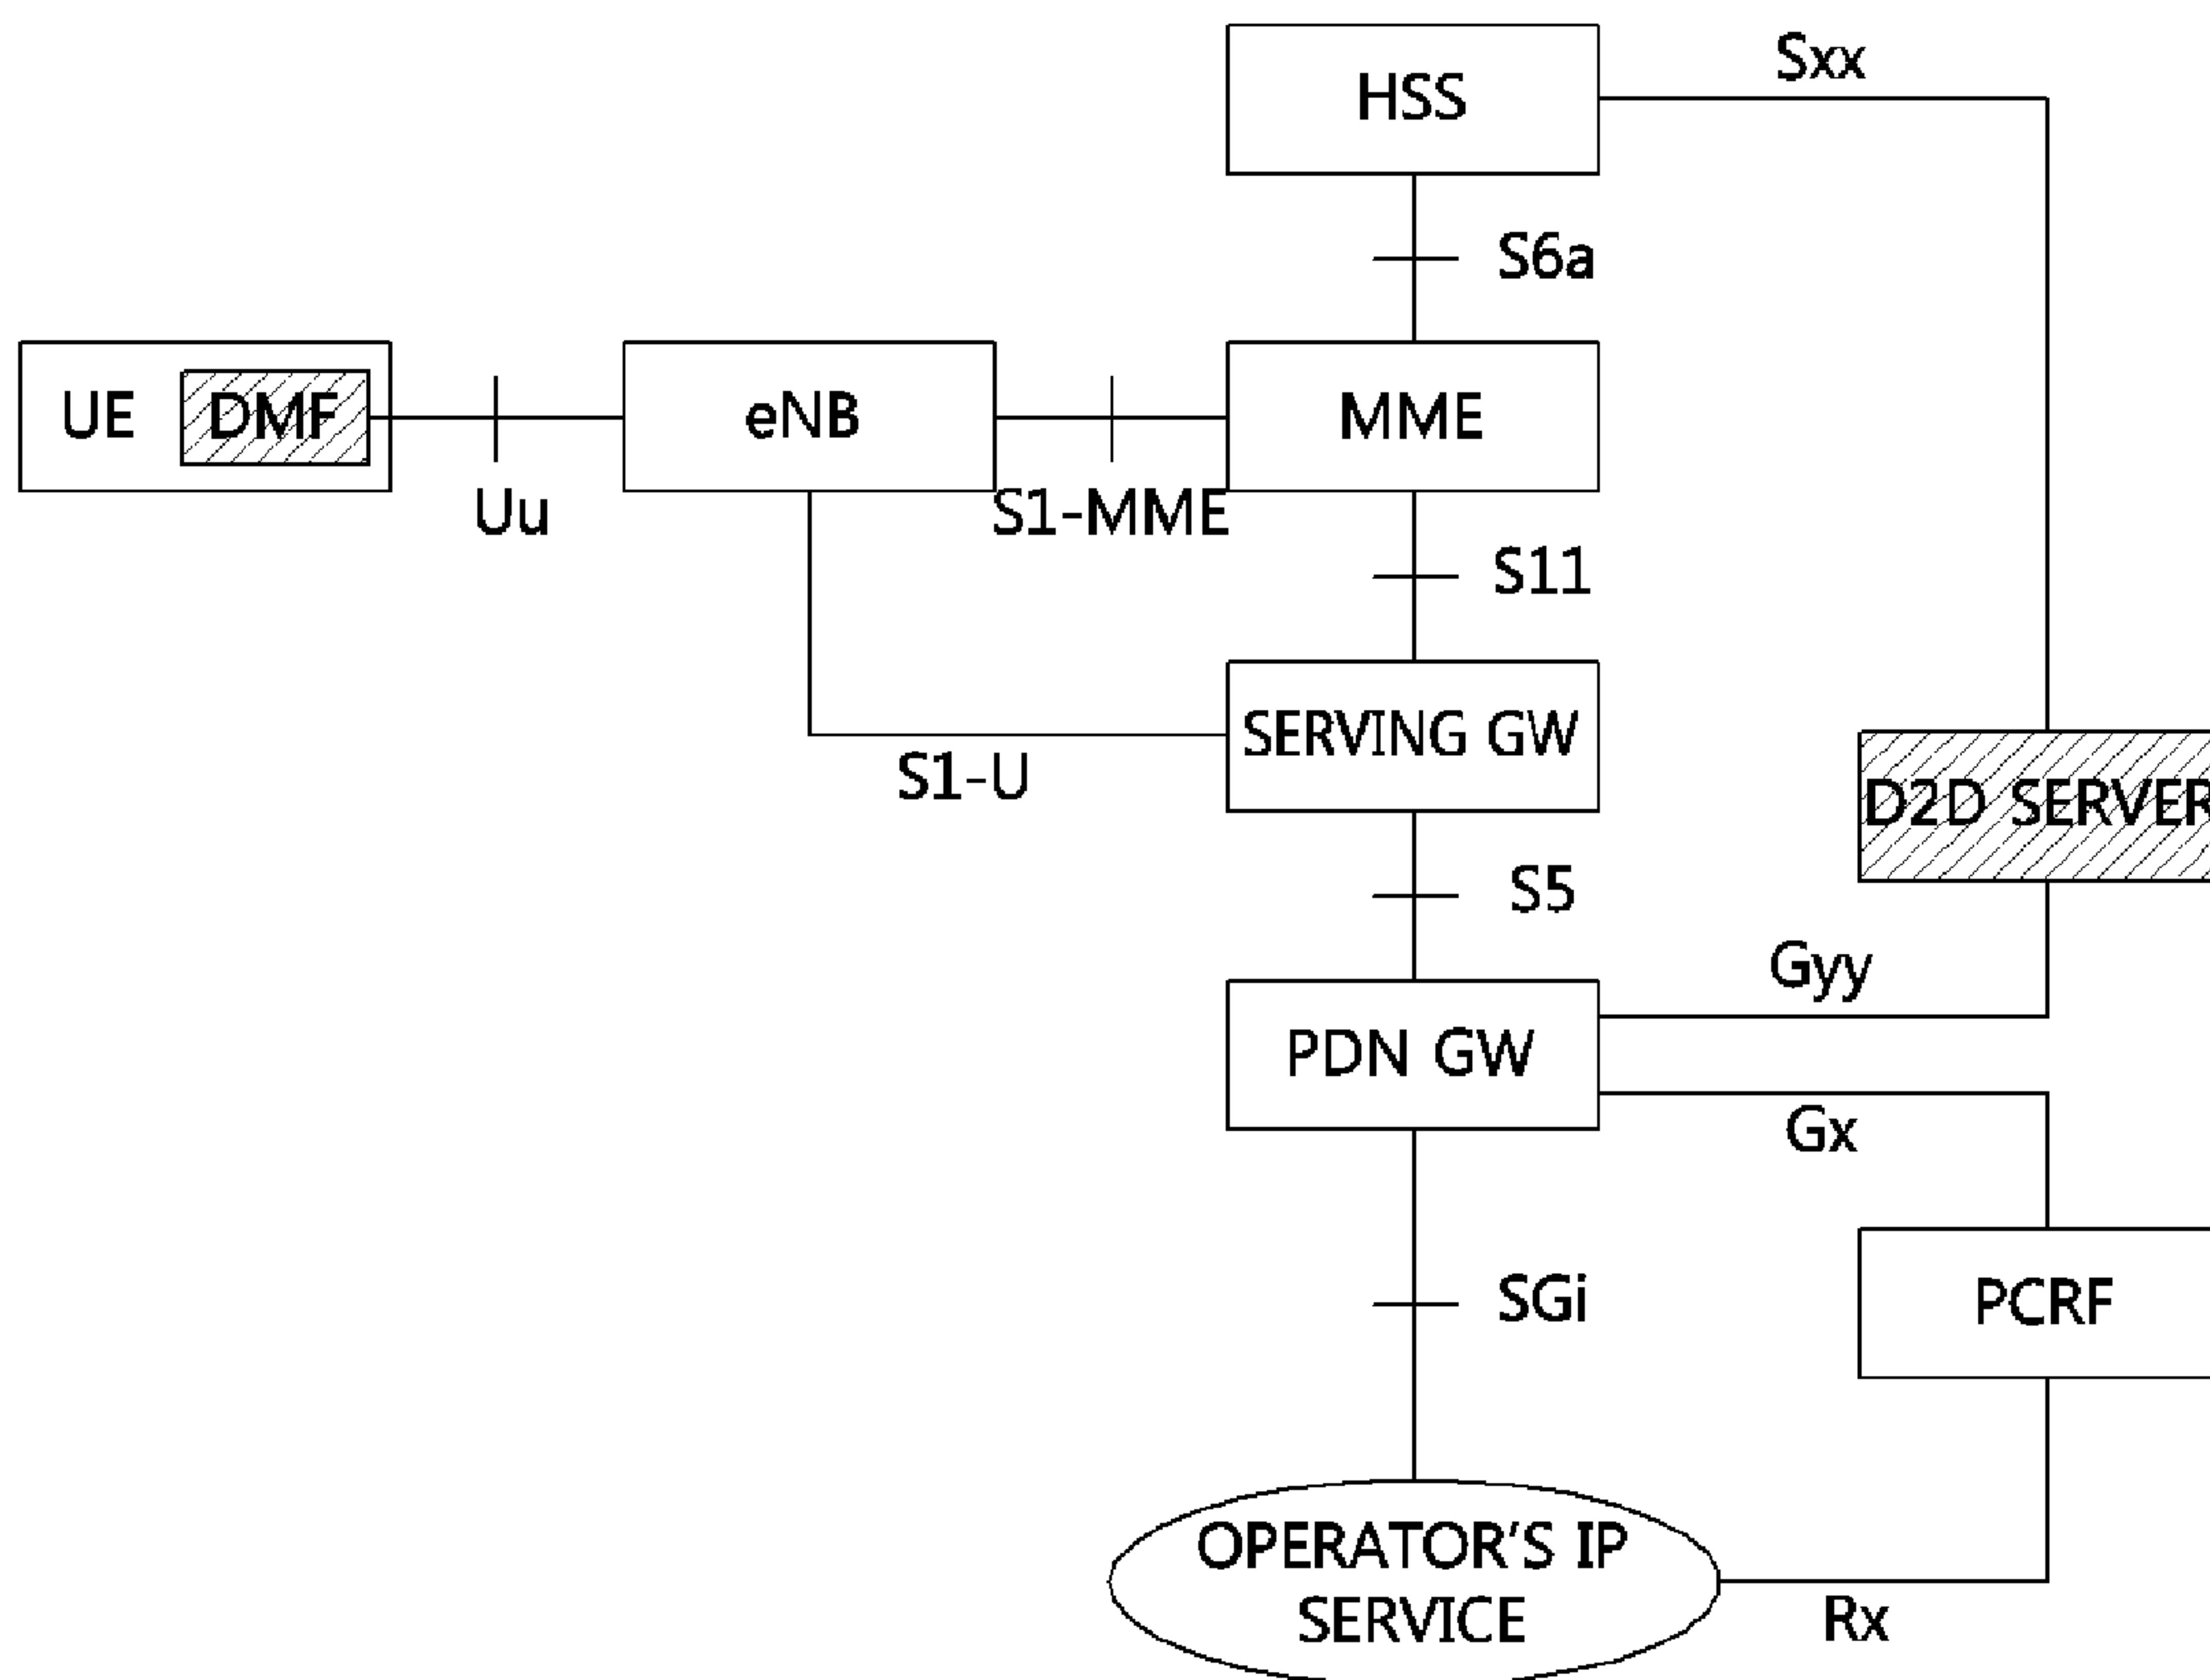 HSS
Sxx
S6a
UE
DMF
eNB
MME
Uu
S1-MME
S11
SERVING GW
S1-U
D2D SERVER
S5
Gyy
PDN GW
Gx
SGi
PCRF
OPERATOR'S IP
SERVICE
Rx